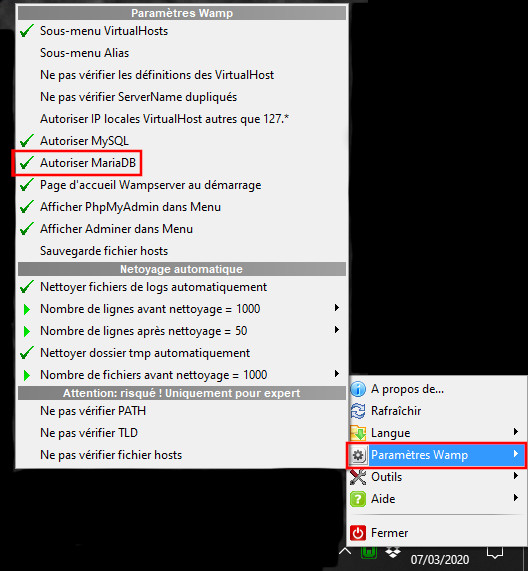 Paramètres Wamp
Sous-menu VirtualHosts
Sous-menu Alias
Ne pas vérifier les définitions des VirtualHost
Ne pas vérifier ServerName dupliqués
Autoriser IP locales VirtualHost autres que 127.*
Autoriser MySQL
Autoriser MariaDB
Page d'accueil Wampserver au démarrage
Afficher PhpMyAdmin dans Menu
Afficher Adminer dans Menu
Sauvegarde fichier hosts
Netoyage automatique
Nettoyer fichiers de logs automatiquement
Nombre de lignes avant nettoyage = 1000
Nombre de lignes après nettoyage = 50
Nettoyer dossier tmp automatiquement
Nombre de fichiers avant nettoyage = 1000
Attention: risqué ! Uniquement pour expert
Ne pas vérifier PATH
Ne pas vérifier TLD
Ne pas vérifier fichier hosts
A propos de...
Rafraîchir
Langue
Paramètres Wamp
Outils
Aide
Fermer
07/03/2020